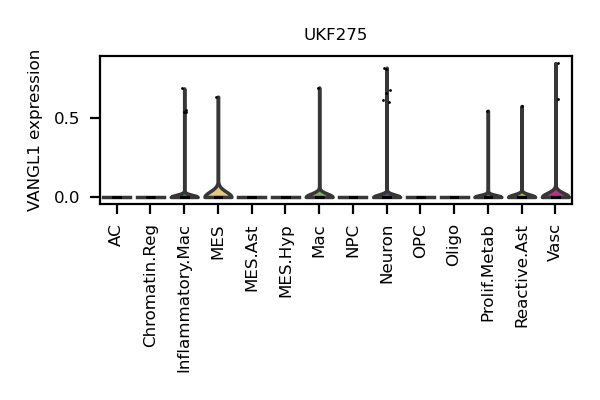 UKF275
VANGL1 expression
0.5
0.0
AC
Chromatin.Reg
Inflammatory.Mac
MES
MES.Ast
MES.Hyp
Mac
NPC
Neuron
OPC
Oligo
Prolif.Metab
Reactive.Ast
Vasc